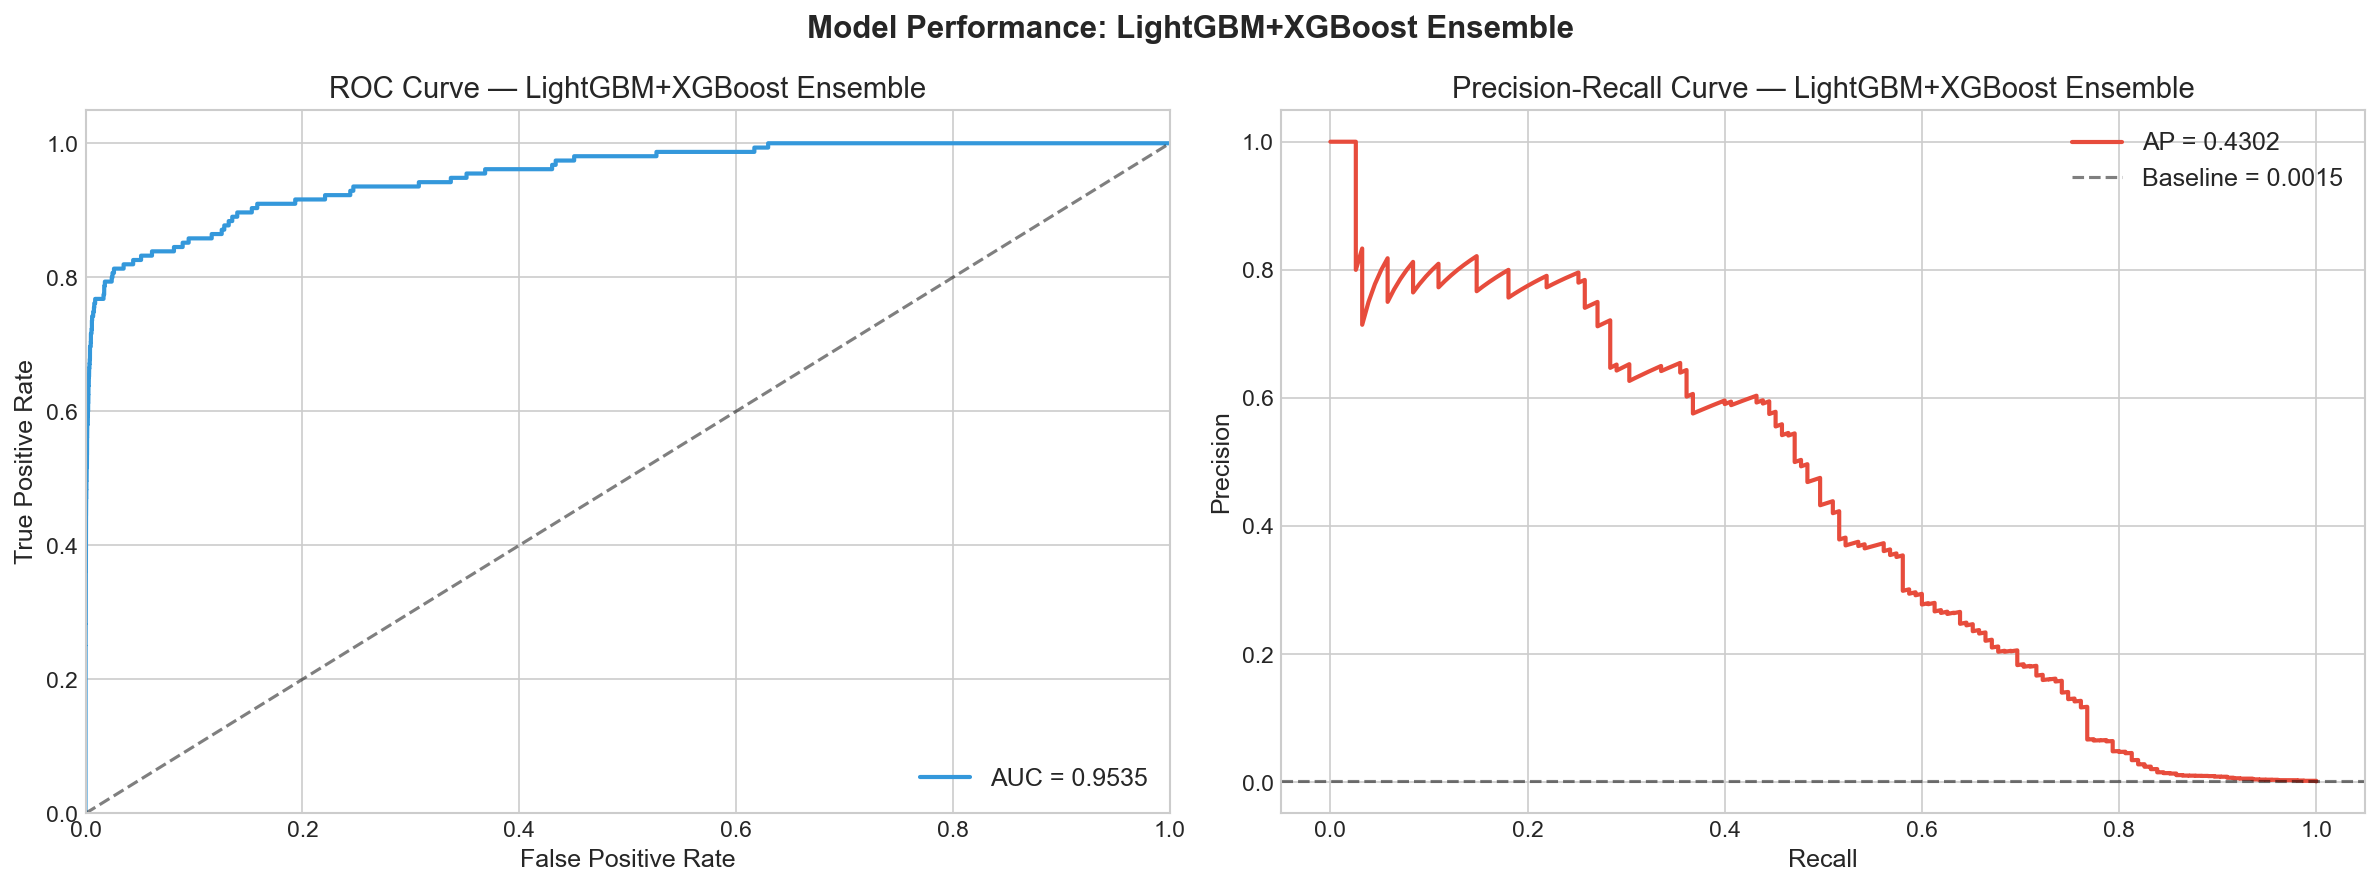 Model Performance: LightGBM+XGBoost Ensemble
ROC Curve — LightGBM+XGBoost Ensemble
True Positive Rate
1.0
0.8
0.6
0.4
0.2
0.0
0.0 0.2 0.4 0.6 0.8 1.0
False Positive Rate
AUC = 0.9535
Precision-Recall Curve — LightGBM+XGBoost Ensemble
AP = 0.4302
Baseline = 0.0015
Precision
1.0
0.8
0.6
0.4
0.2
0.0
0.0 0.2 0.4 0.6 0.8 1.0
Recall